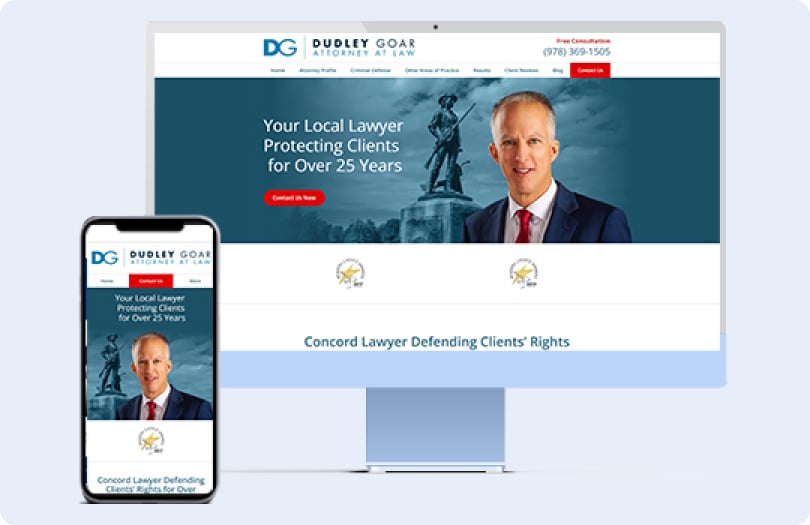 DG
DUDLEY GOAR
ATTORNEY AT LAW
Free Consultation
(978) 369-1505
Home Attorney Profile Criminal Defense Other Areas of Practice Results Client Reviews Blog Contact Us
Your Local Lawyer
Protecting Clients
for Over 25 Years
Contact Us Now
Concord Lawyer Defending Clients' Rights
DG
DUDLEY GOAR
ATTORNEY AT LAW
Home Contact Us More
Your Local Lawyer
Protecting Clients
for Over 25 Years
Concord Lawyer Defending
Clients' Rights for Over